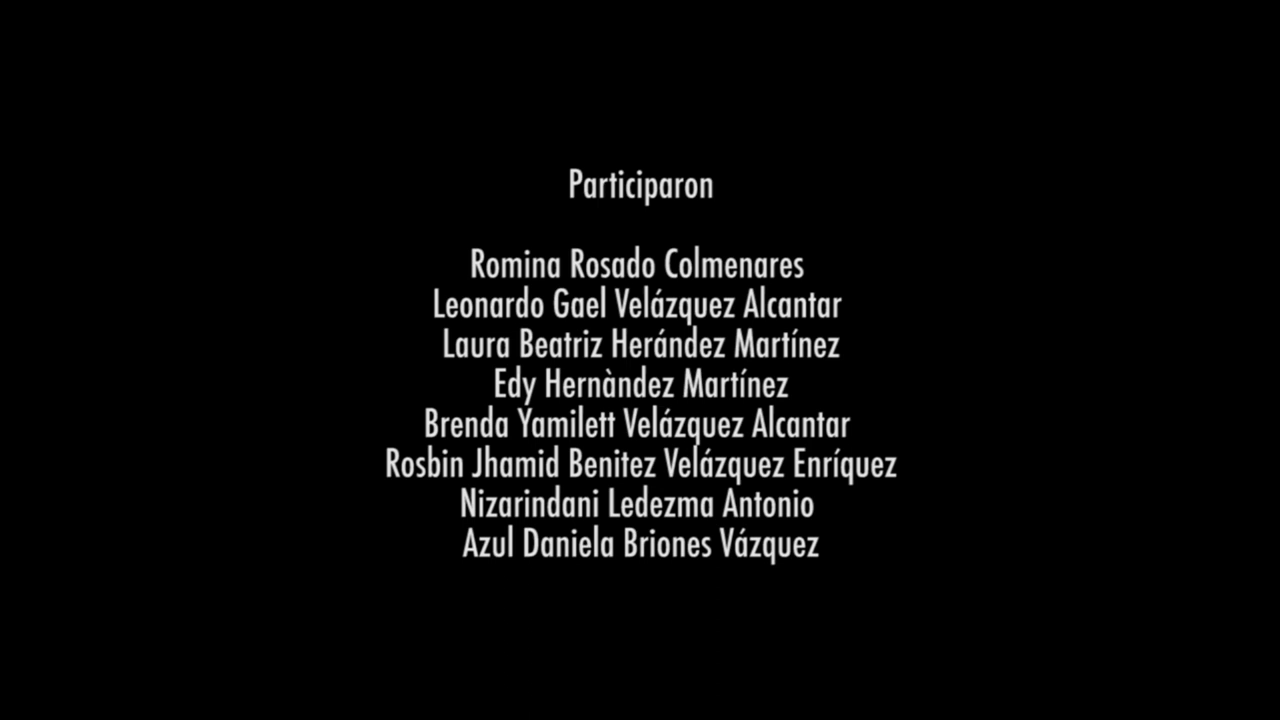 Participaron
Romina Rosado Colmenares
Leonardo Gael Velázquez Alcantar
Laura Beatriz Herández Martínez
Edy Hernàndez Martínez
Brenda Yamilett Velázquez Alcantar
Rosbin Jhamid Benitez Velázquez Enríquez
Nizarindani Ledezma Antonio
Azul Daniela Briones Vázquez